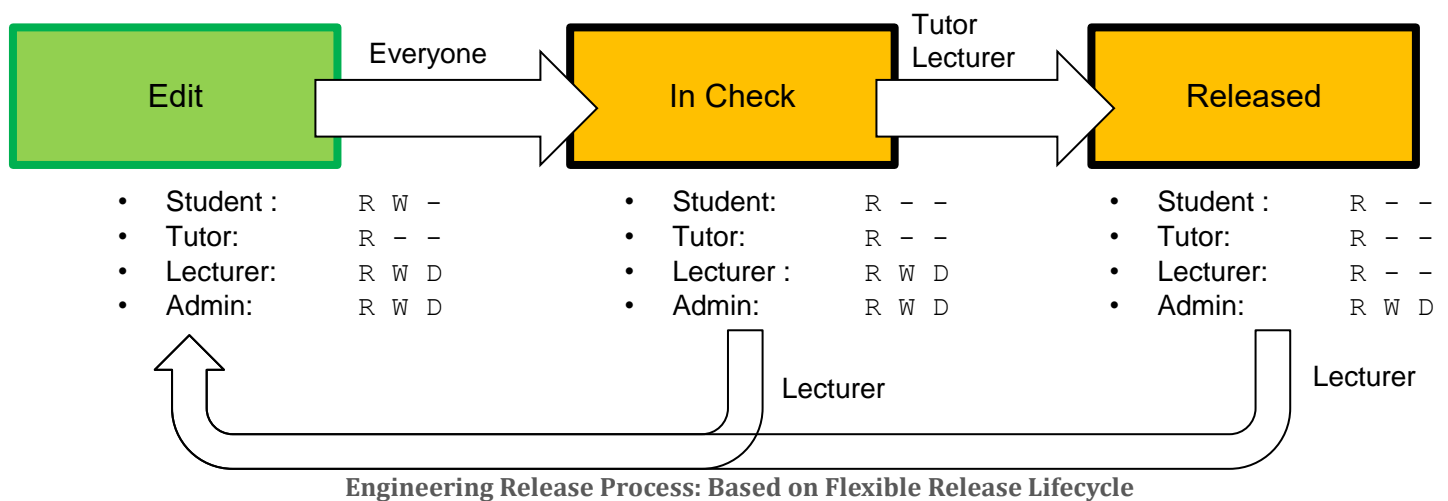 Edit
Everyone
In Check
Tutor
Lecturer
Released
• Student : R W -
• Tutor: R - -
• Lecturer: R W D
• Admin: R W D
• Student: R - -
• Tutor: R - -
• Lecturer : R W D
• Admin: R W D
• Student : R - -
• Tutor: R - -
• Lecturer: R - -
• Admin: R W D
Lecturer
Lecturer
Engineering Release Process: Based on Flexible Release Lifecycle